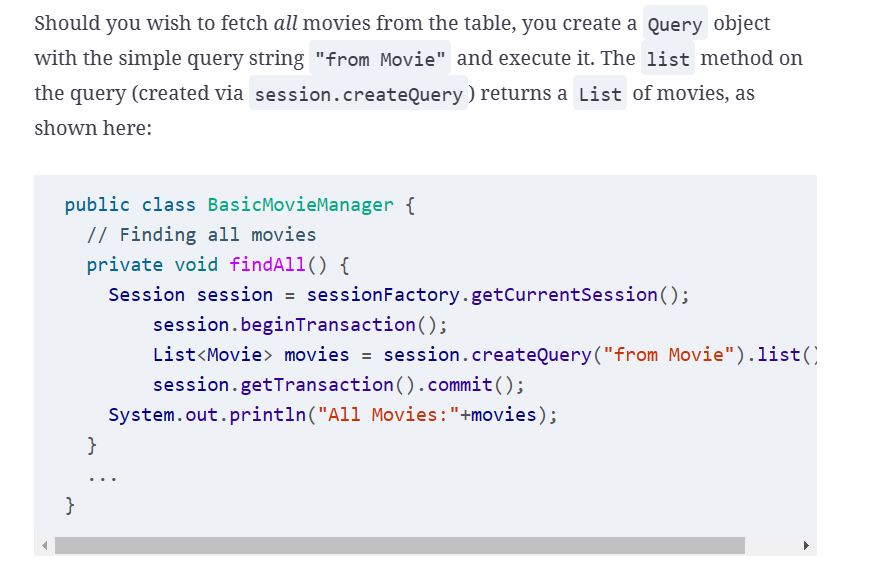 Should you wish to fetch all movies from the table, you create a Query object
with the simple query string "from Movie" and execute it. The list method on
the query (created via session.createQuery) returns a List of movies, as
shown here:
public class BasicMovieManager {
  // Finding all movies
  private void findAll() {
    Session session = sessionFactory.getCurrentSession();
        session.beginTransaction();
        List<Movie> movies = session.createQuery("from Movie").list()
        session.getTransaction().commit();
    System.out.println("All Movies:"+movies);
  }
  ...
}